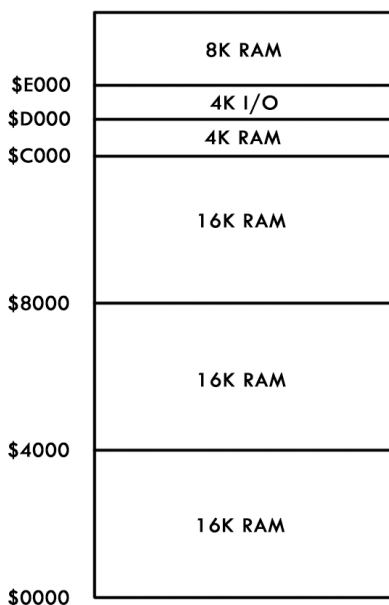 8K RAM
$E000
4K I/O
$D000
4K RAM
$C000
16K RAM
$8000
16K RAM
$4000
16K RAM
$0000